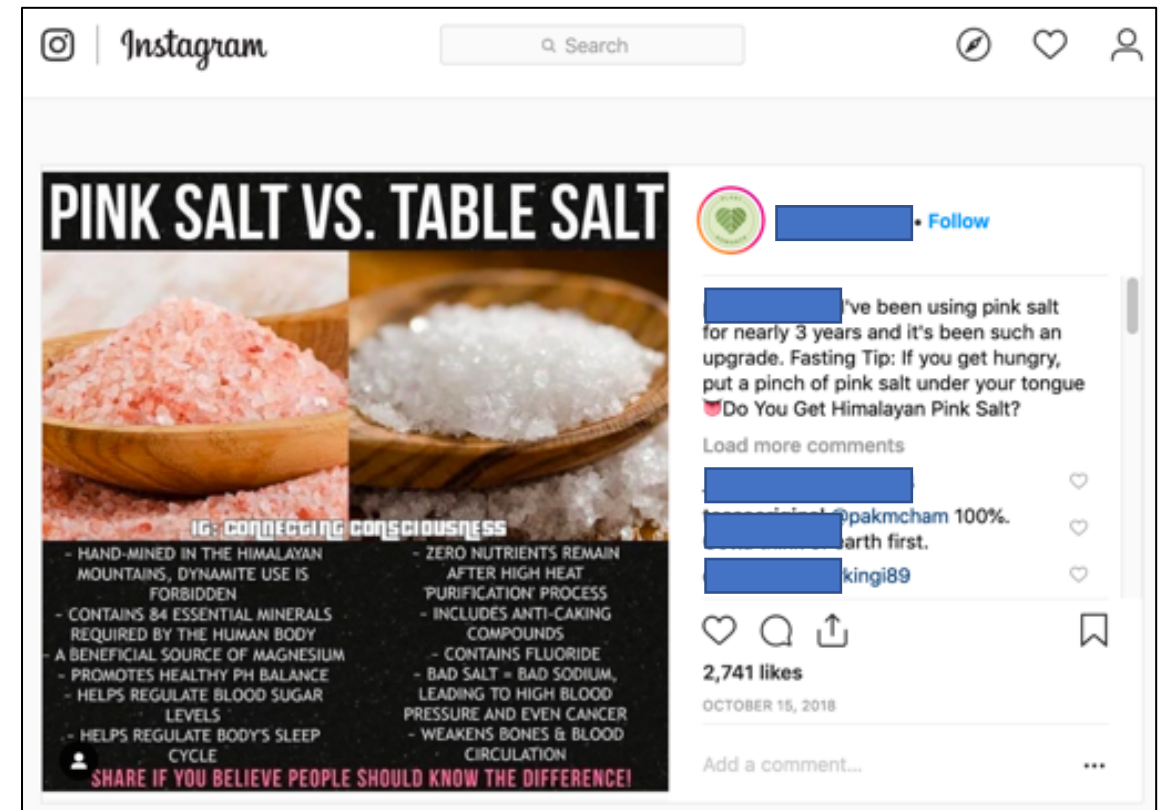 Instagram
Search
PINK SALT VS. TABLE SALT
IG: CONNECTING CONSCIOUSNESS
- HAND-MINED IN THE HIMALAYAN
MOUNTAINS, DYNAMITE USE IS
FORBIDDEN
- CONTAINS 84 ESSENTIAL MINERALS
REQUIRED BY THE HUMAN BODY
- A BENEFICIAL SOURCE OF MAGNESIUM
- PROMOTES HEALTHY PH BALANCE
- HELPS REGULATE BLOOD SUGAR
LEVELS
- HELPS REGULATE BODY'S SLEEP
CYCLE
- ZERO NUTRIENTS REMAIN
AFTER HIGH HEAT
'PURIFICATION' PROCESS
- INCLUDES ANTI-CAKING
COMPOUNDS
- CONTAINS FLUORIDE
- BAD SALT = BAD SODIUM,
LEADING TO HIGH BLOOD
PRESSURE AND EVEN CANCER
- WEAKENS BONES & BLOOD
CIRCULATION
SHARE IF YOU BELIEVE PEOPLE SHOULD KNOW THE DIFFERENCE!
• Follow
I've been using pink salt
for nearly 3 years and it's been such an
upgrade. Fasting Tip: If you get hungry,
put a pinch of pink salt under your tongue
👅Do You Get Himalayan Pink Salt?
Load more comments
@pakmcham 100%.
earth first.
kingi89
2,741 likes
OCTOBER 15, 2018
Add a comment...